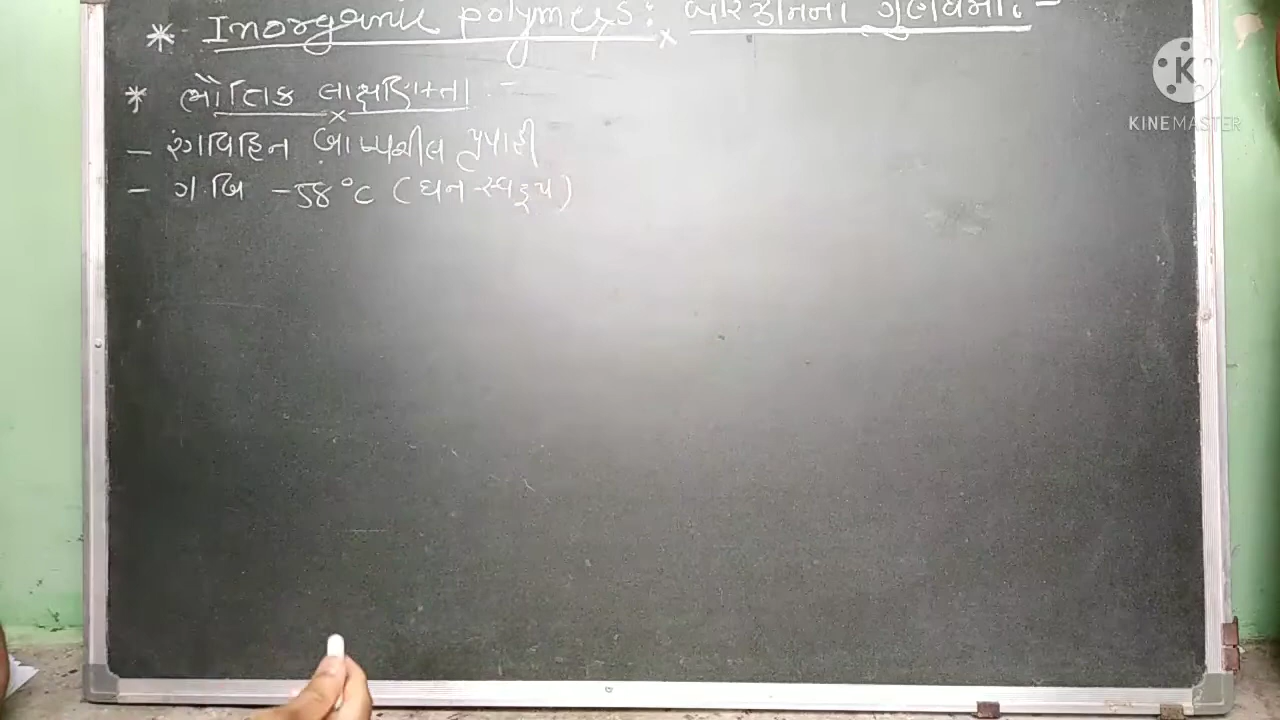 * Inorganic polymers: બોરેઝીનના ગુણધર્મો :-
* ભૌતિક લાક્ષણિકતા :-
- રંગવિહિન બાષ્પશીલ પ્રવાહી
- ગ.બિ -58°C (ઘન સ્વરૂપ)
K
KINEMASTER